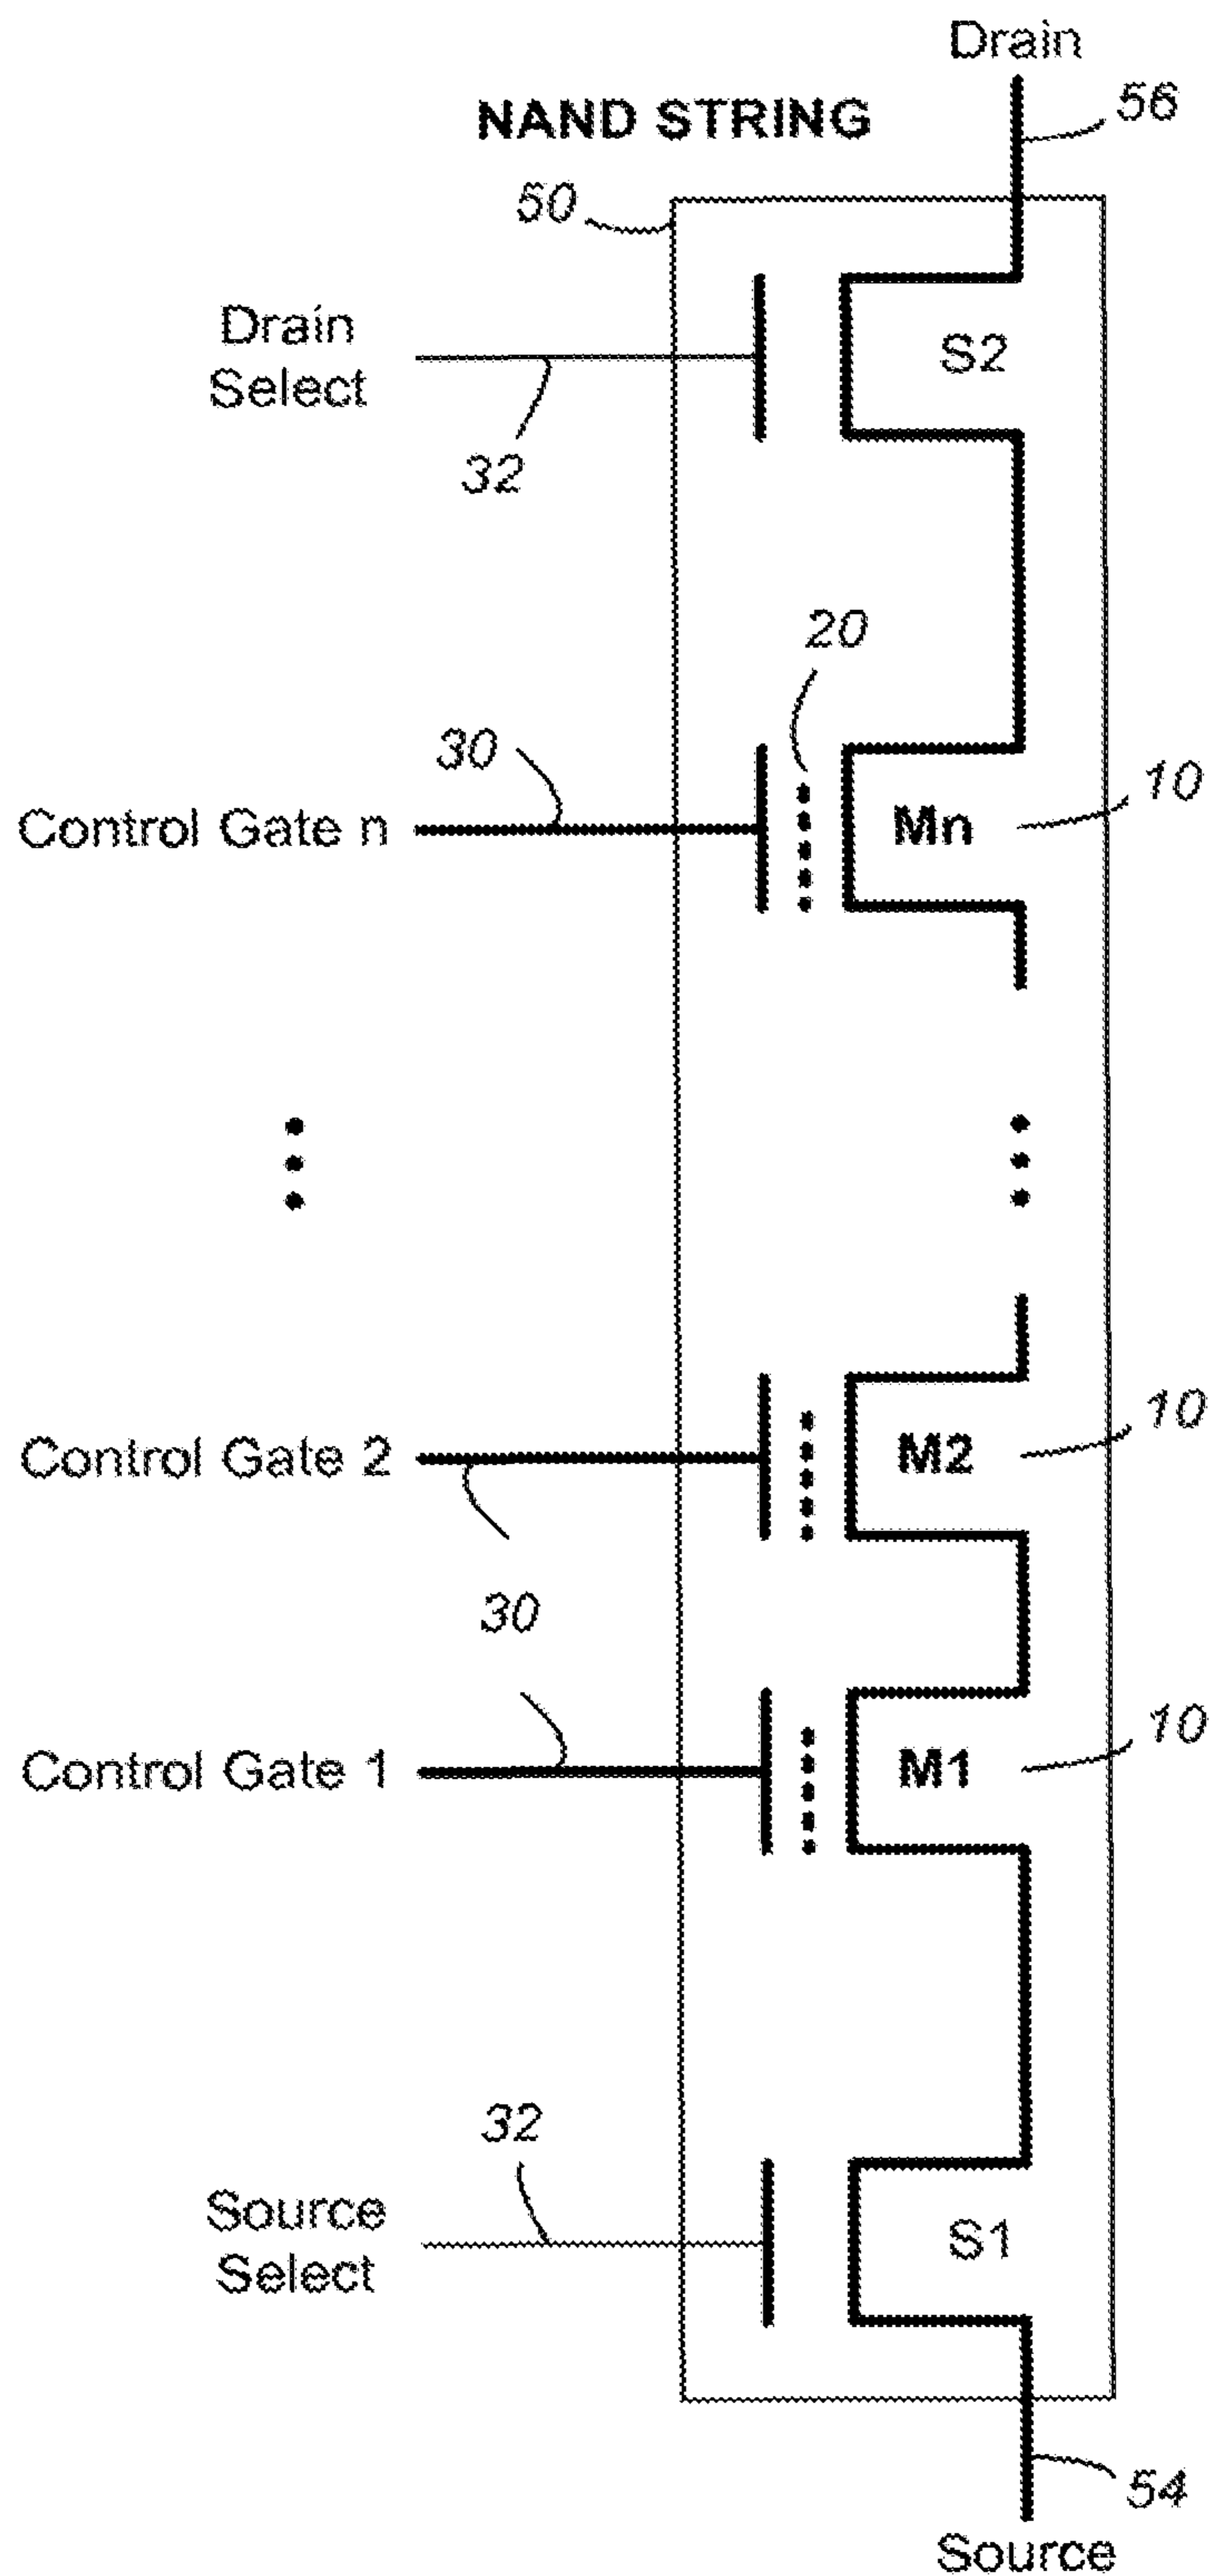 Drain
56
NAND STRING
50
Drain
Select
S2
32
20
30
Control Gate n
Mn
10
Control Gate 2
M2
10
30
Control Gate 1
M1
10
32
Source
Select
S1
54
Source